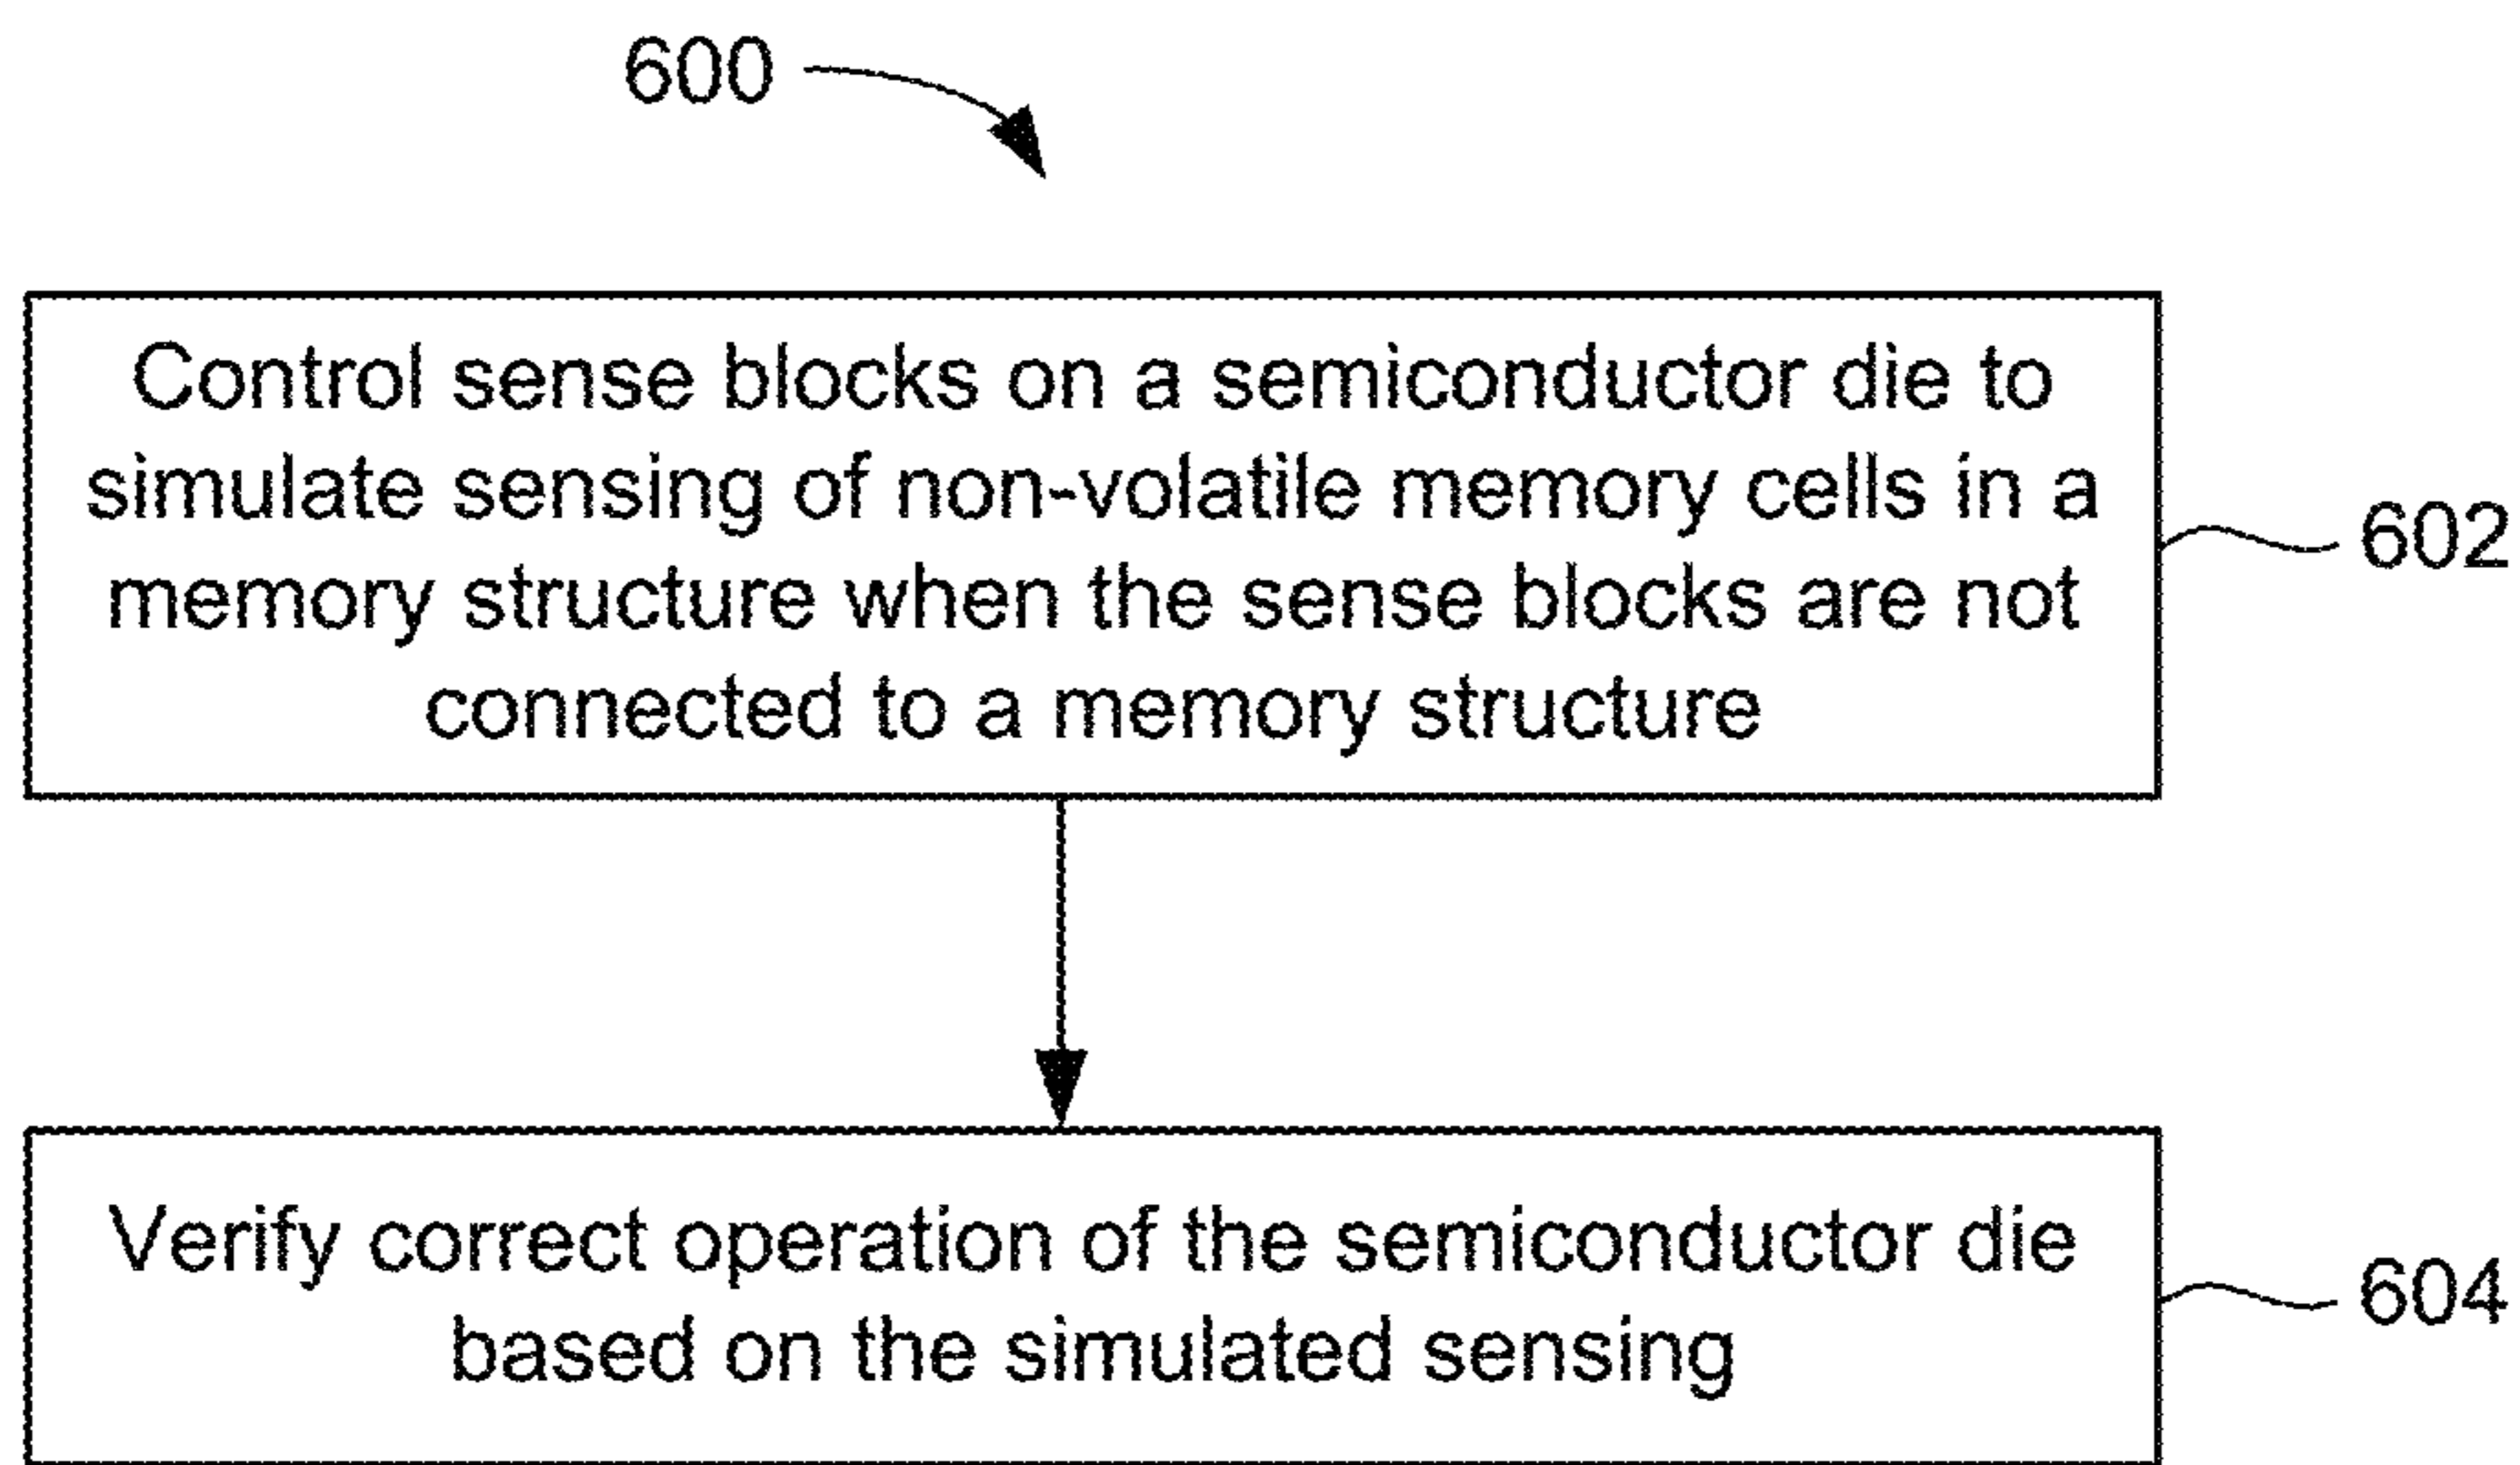 600
Control sense blocks on a semiconductor die to
simulate sensing of non-volatile memory cells in a
memory structure when the sense blocks are not
connected to a memory structure
602
Verify correct operation of the semiconductor die
based on the simulated sensing
604